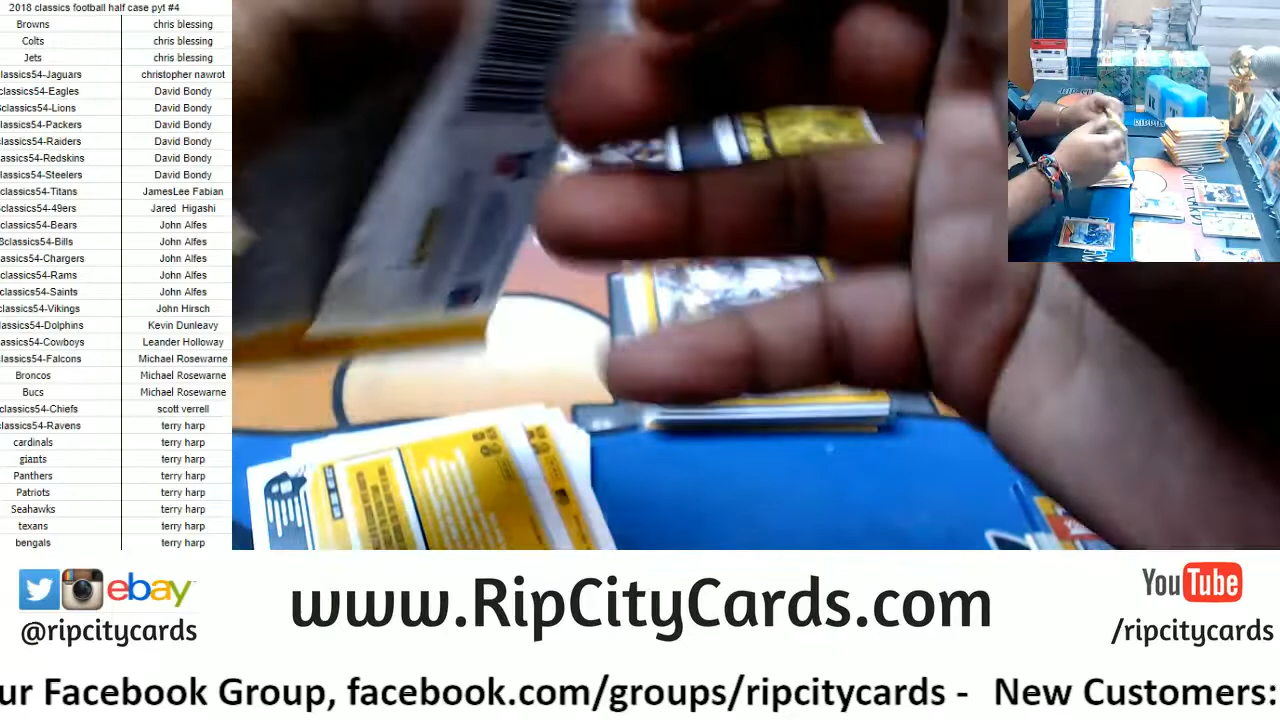 2018 classics football half case pyt #4
Browns chris blessing
Colts chris blessing
Jets chris blessing
lassics54-Jaguars christopher nawrot
classics54-Eagles David Bondy
classics54-Lions David Bondy
classics54-Packers David Bondy
classics54-Raiders David Bondy
classics54-Redskins David Bondy
classics54-Steelers David Bondy
classics54-Titans JamesLee Fabian
classics54-49ers Jared Higashi
classics54-Bears John Alfes
classics54-Bills John Alfes
classics54-Chargers John Alfes
classics54-Rams John Alfes
classics54-Saints John Alfes
classics54-Vikings John Hirsch
classics54-Dolphins Kevin Dunleavy
lassics54-Cowboys Leander Holloway
classics54-Falcons Michael Rosewarne
Broncos Michael Rosewarne
Bucs Michael Rosewarne
classics54-Chiefs scott verrell
classics54-Ravens terry harp
cardinals terry harp
giants terry harp
Panthers terry harp
Patriots terry harp
Seahawks terry harp
texans terry harp
bengals terry harp
ebay
@ripcitycards
www.RipCityCards.com
YouTube
/ripcitycards
ur Facebook Group, facebook.com/groups/ripcitycards - New Customers: